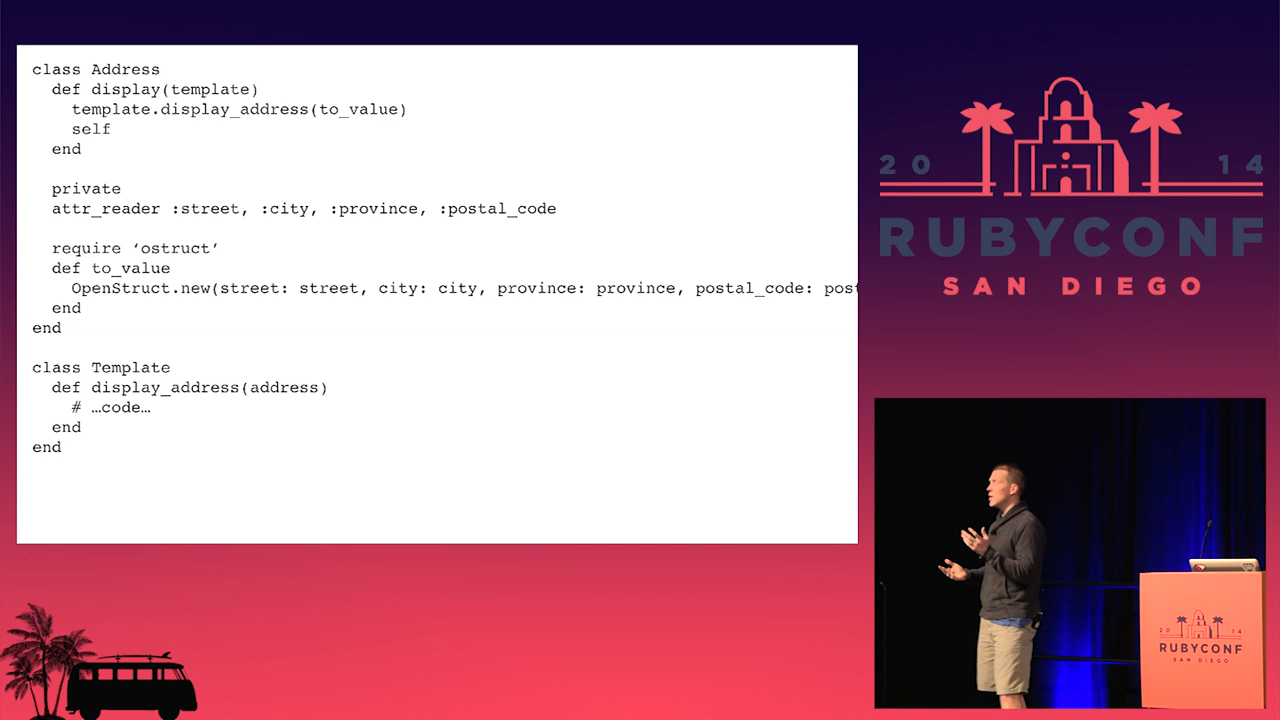 class Address
  def display(template)
    template.display_address(to_value)
    self
  end
  private
  attr_reader :street, :city, :province, :postal_code
  require ‘ostruct’
  def to_value
    OpenStruct.new(street: street, city: city, province: province, postal_code: post
  end
end
class Template
  def display_address(address)
    # …code…
  end
end
20 14
RUBYCONF
SAN DIEGO
20 14
RUBYCONF
SAN DIEGO